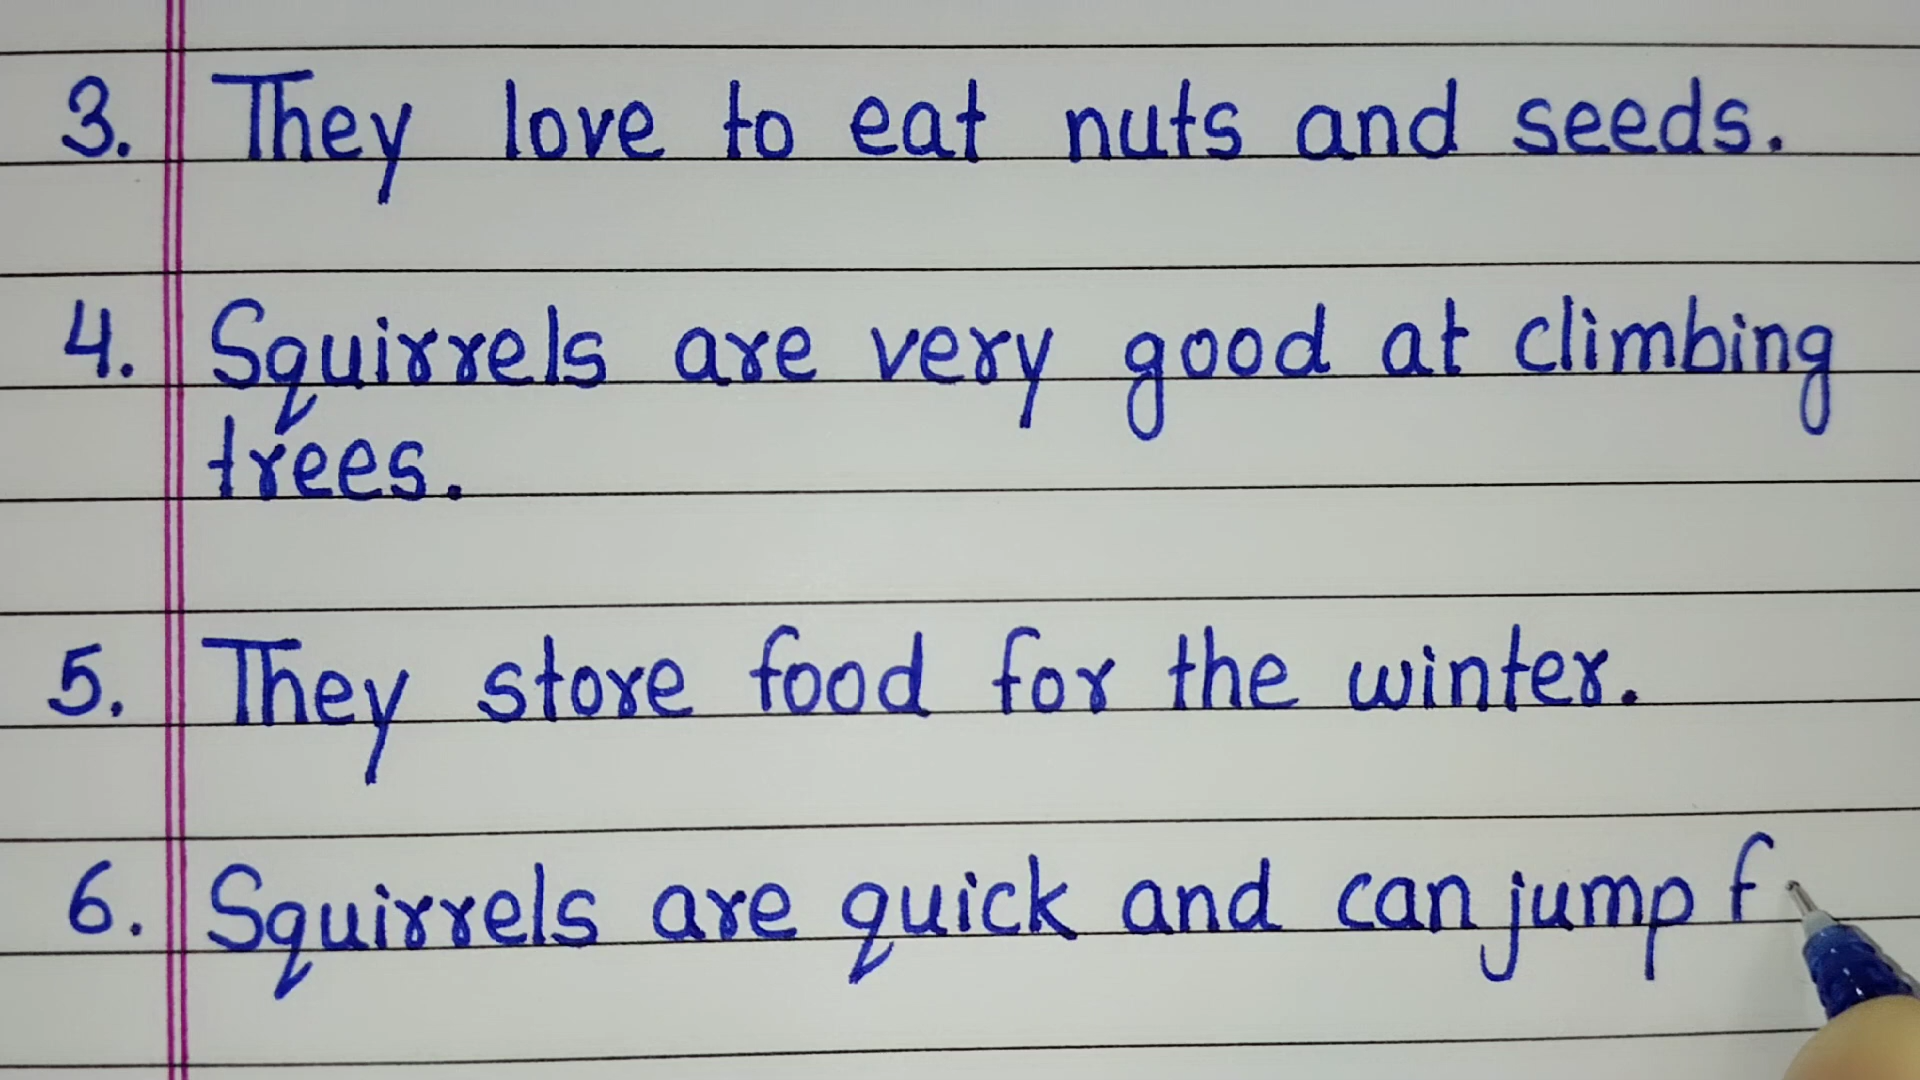 3. They love to eat nuts and seeds.
4. Squirrels are very good at climbing
trees.
5. They store food for the winter.
6. Squirrels are quick and can jump f